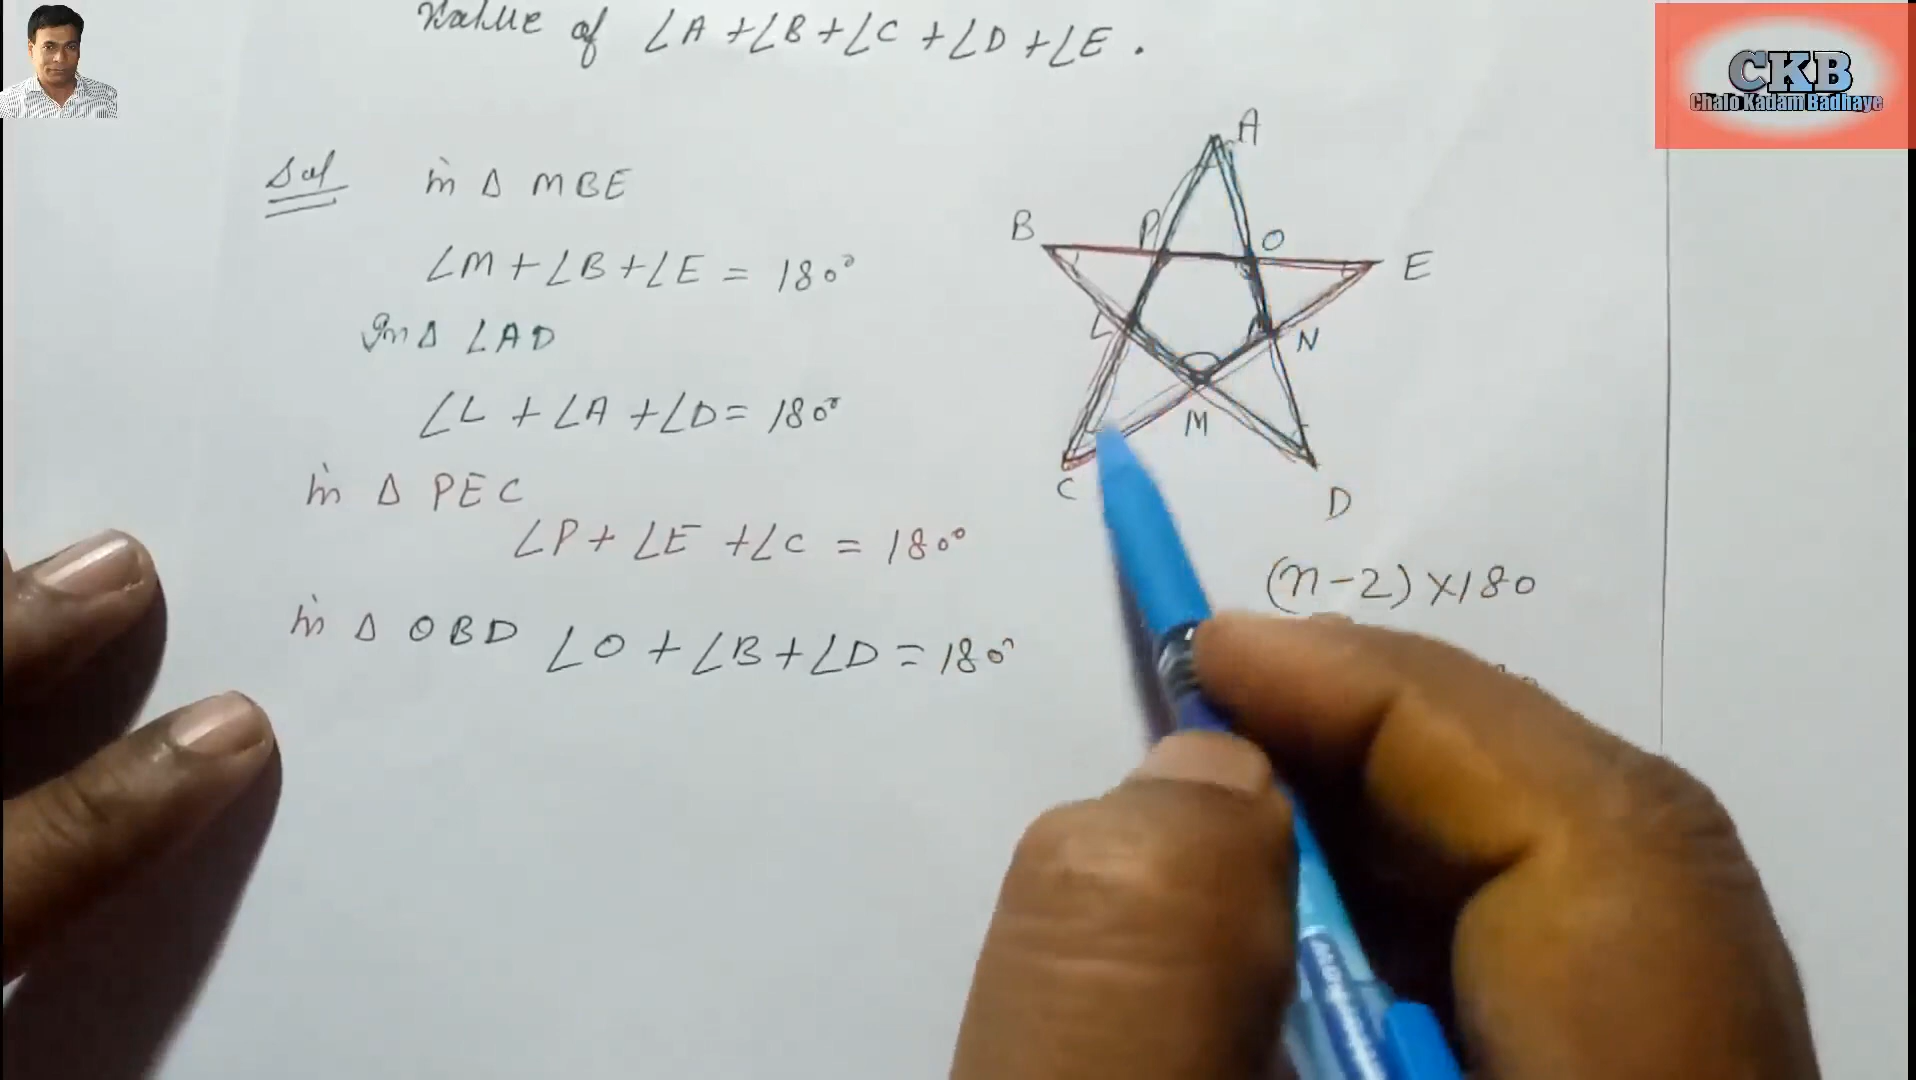 Value of ∠A+∠B+∠C+∠D+∠E.
CKB
Chalo Kadam Badhaye
Sol in Δ MBE
∠M+∠B+∠E = 180°
In Δ LAD
∠L + ∠A +∠D = 180°
in Δ PEC
∠P+ ∠E +∠C = 180°
in Δ OBD ∠O + ∠B+∠D = 180°
A
B
P
O
E
L
N
M
C
D
(n-2)×180